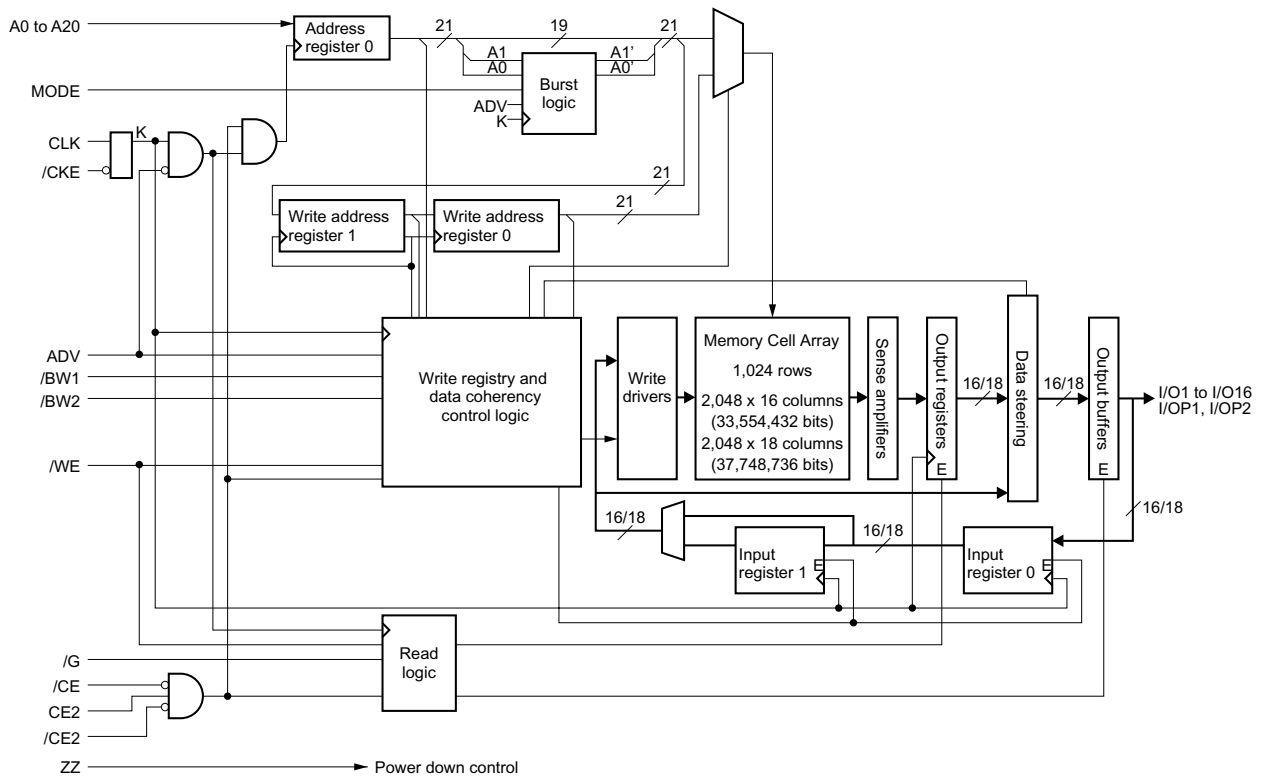 A0 to A20
Address
register 0
21
19
21
A1
A0
A1’
A0’
Burst
logic
MODE
ADV
K
CLK
K
/CKE
21
Write address
register 1
Write address
register 0
21
ADV
/BW1
/BW2
/WE
Write registry and
data coherency
control logic
Write
drivers
Memory Cell Array
1,024 rows
2,048 x 16 columns
(33,554,432 bits)
2,048 x 18 columns
(37,748,736 bits)
Sense amplifiers
Output registers
E
16/18
Data steering
16/18
Output buffers
E
I/O1 to I/O16
I/OP1, I/OP2
16/18
16/18
16/18
Input
register 1
E
Input
register 0
E
Read
logic
/G
/CE
CE2
/CE2
ZZ
Power down control